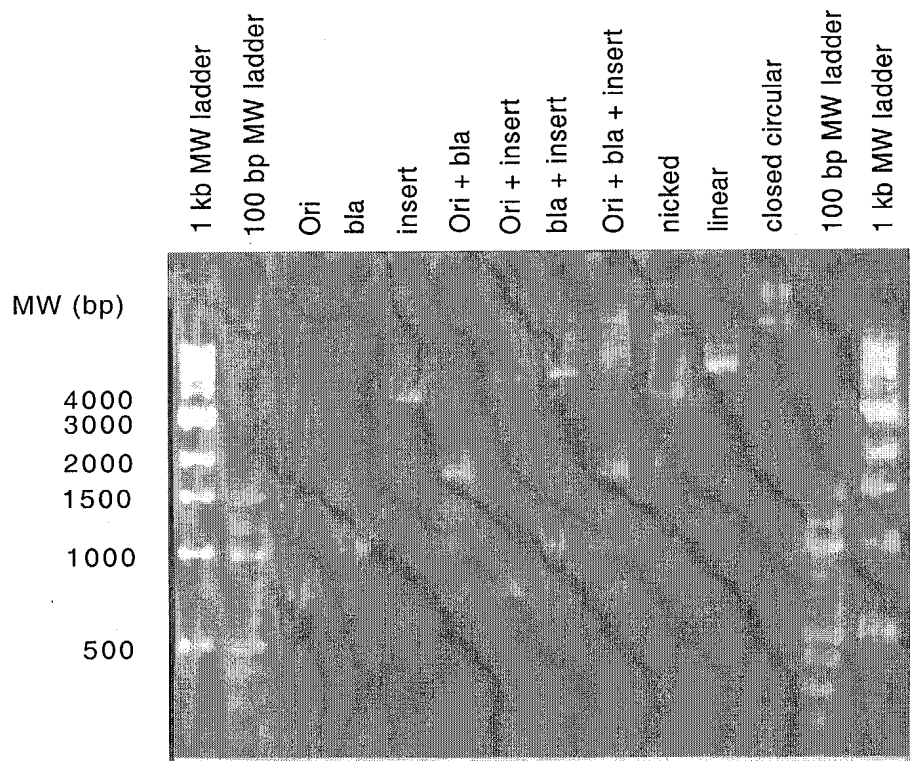 1 kb MW ladder
100 bp MW ladder
Ori
bla
insert
Ori + bla
Ori + insert
bla + insert
Ori + bla + insert
nicked
linear
closed circular
100 bp MW ladder
1 kb MW ladder
MW (bp)
4000
3000
2000
1500
1000
500